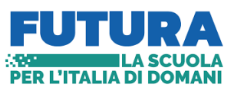 FUTURA
LA SCUOLA
PER L'ITALIA DI DOMANI